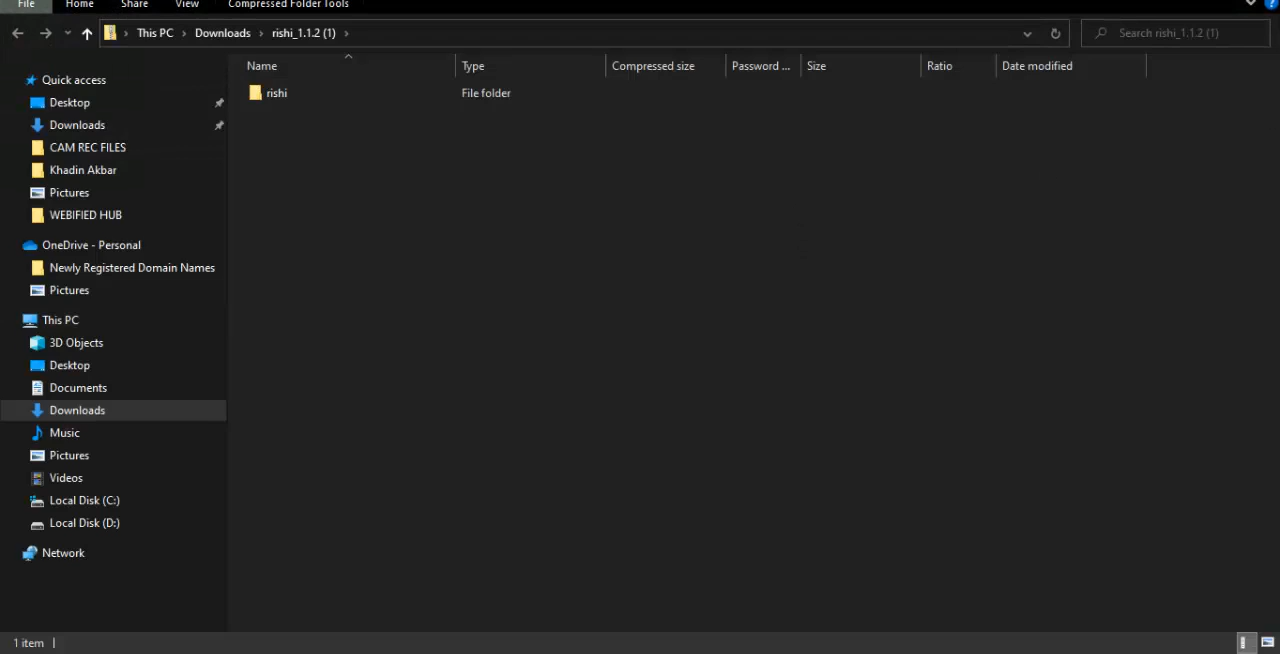 File Home Share View Compressed Folder Tools
This PC › Downloads › rishi_1.1.2 (1) ›
Search rishi_1.1.2 (1)
Name Type Compressed size Password ... Size Ratio Date modified
rishi File folder
Quick access
Desktop
Downloads
CAM REC FILES
Khadin Akbar
Pictures
WEBIFIED HUB
OneDrive - Personal
Newly Registered Domain Names
Pictures
This PC
3D Objects
Desktop
Documents
Downloads
Music
Pictures
Videos
Local Disk (C:)
Local Disk (D:)
Network
1 item